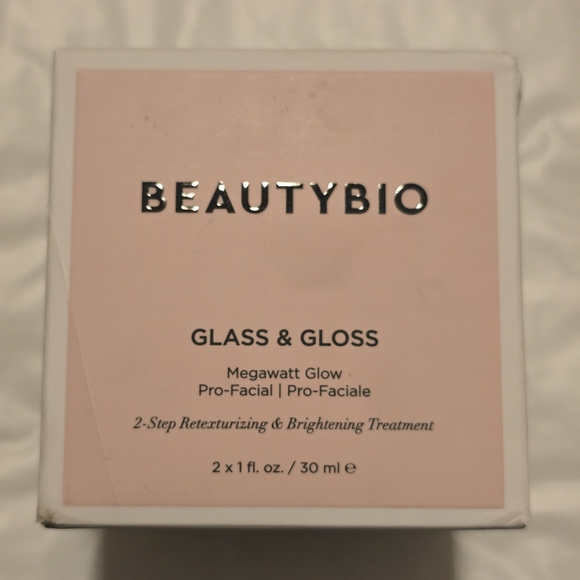 BEAUTYBIO
GLASS & GLOSS
Megawatt Glow
Pro-Facial | Pro-Faciale
2-Step Retexturizing & Brightening Treatment
2 x 1 fl. oz. / 30 ml ℮